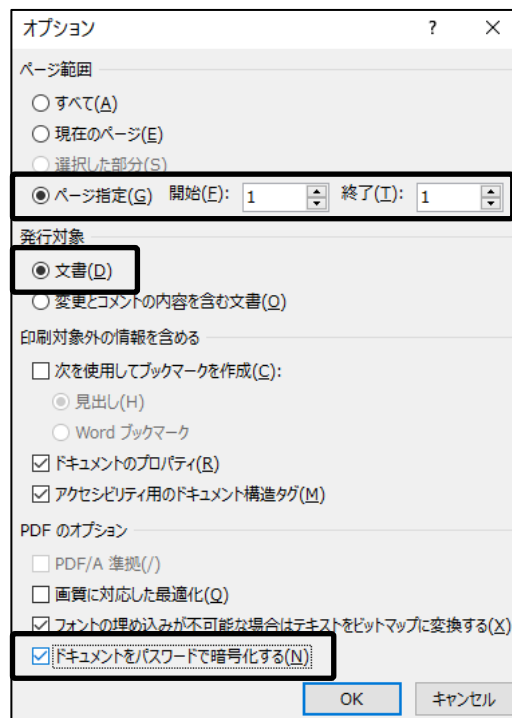 オプション ? ×
ページ範囲
すべて(A)
現在のページ(E)
選択した部分(S)
ページ指定(G) 開始(F): 1 終了(T): 1
発行対象
文書(D)
変更とコメントの内容を含む文書(O)
印刷対象外の情報を含める
次を使用してブックマークを作成(C):
見出し(H)
Word ブックマーク
ドキュメントのプロパティ(R)
アクセシビリティ用のドキュメント構造タグ(M)
PDF のオプション
PDF/A 準拠(/)
画質に対応した最適化(Q)
フォントの埋め込みが不可能な場合はテキストをビットマップに変換する(X)
ドキュメントをパスワードで暗号化する(N)
OK キャンセル